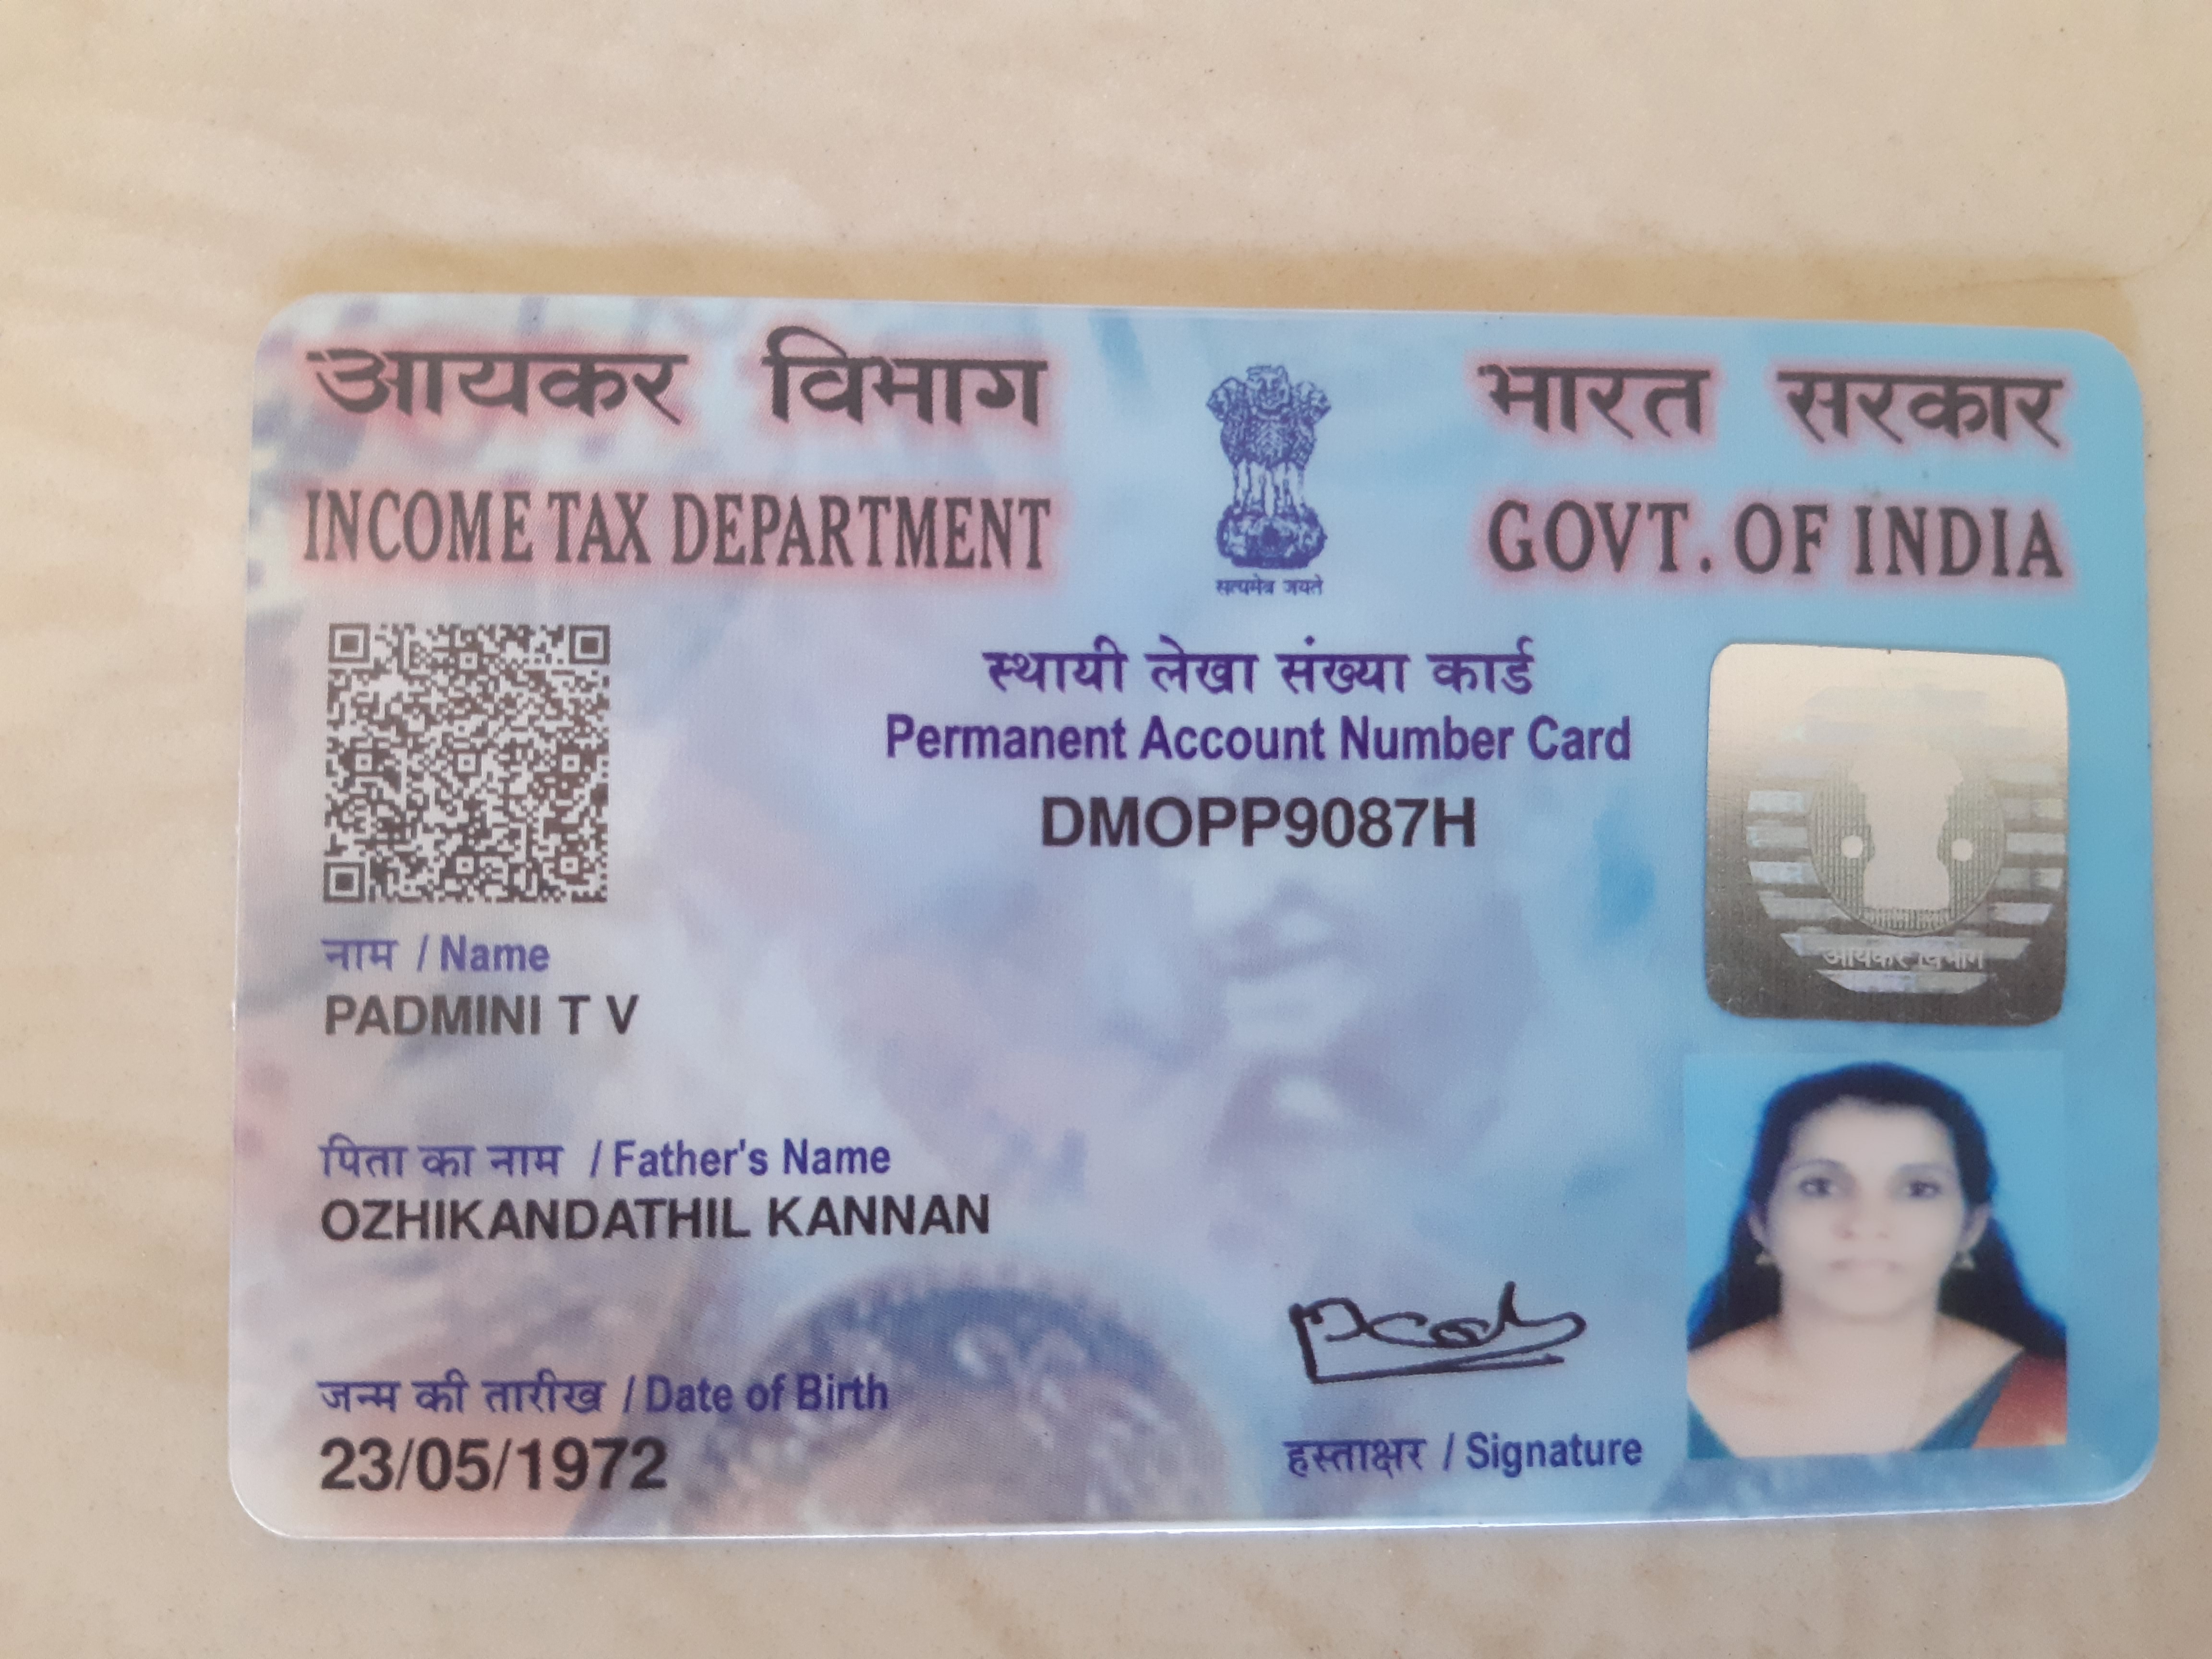 आयकर विभाग
INCOME TAX DEPARTMENT
सत्यमेव जयते
भारत सरकार
GOVT. OF INDIA
स्थायी लेखा संख्या कार्ड
Permanent Account Number Card
DMOPP9087H
आयकर विभाग
नाम / Name
PADMINI T V
पिता का नाम / Father's Name
OZHIKANDATHIL KANNAN
जन्म की तारीख / Date of Birth
23/05/1972
हस्ताक्षर / Signature